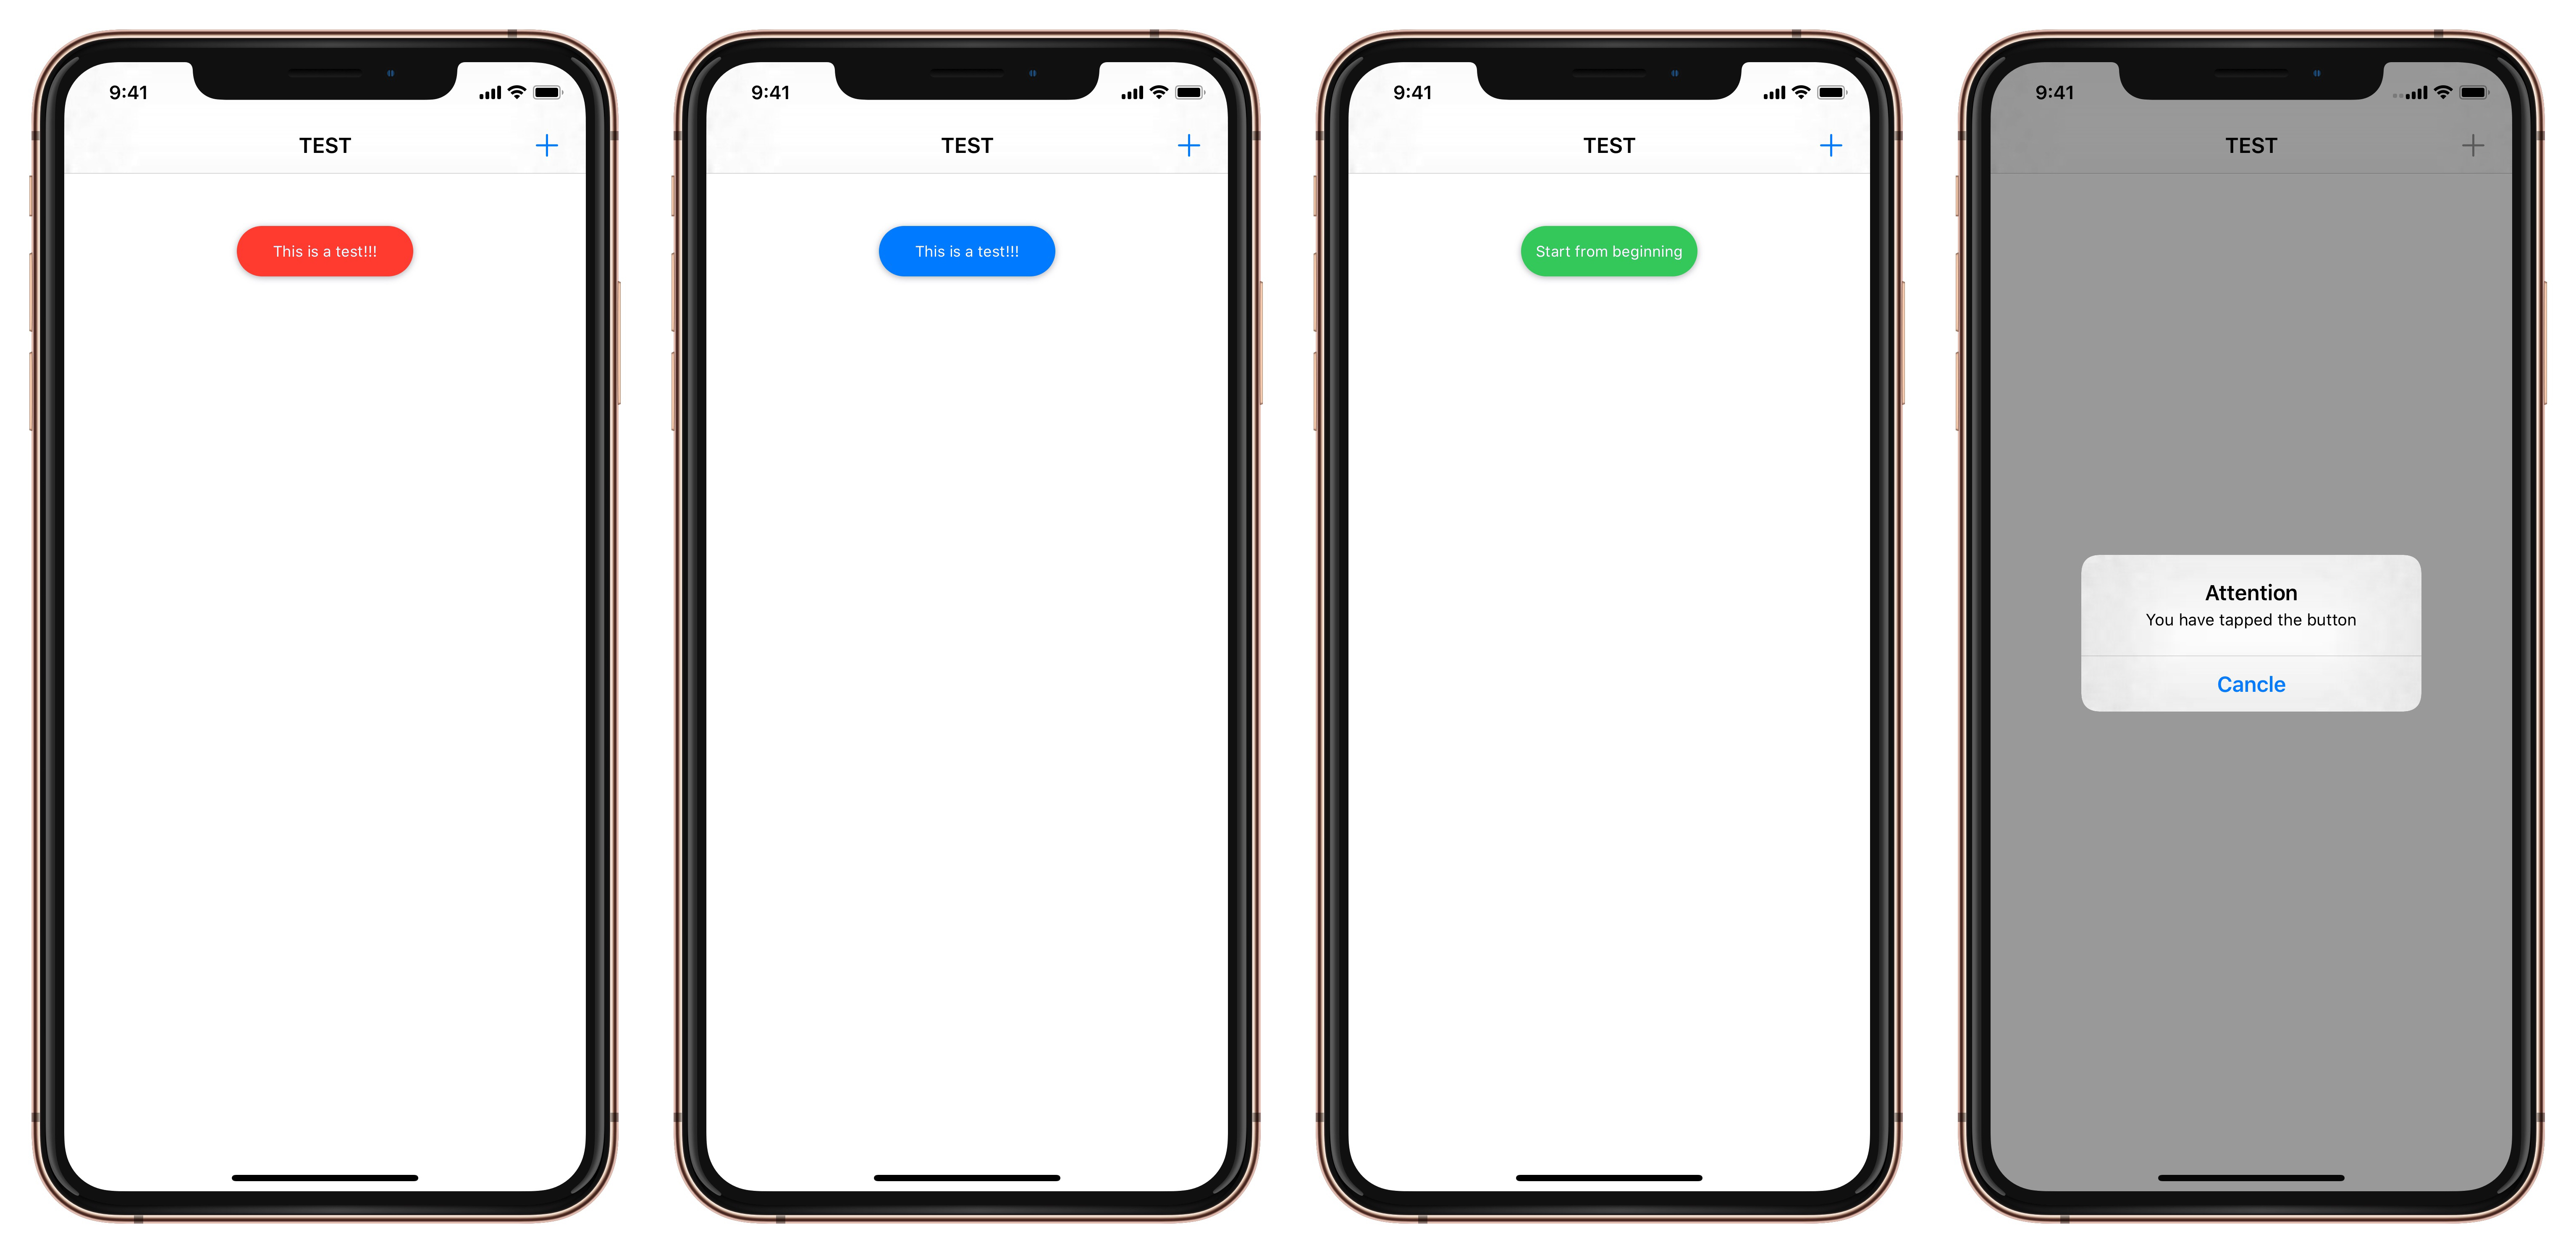 9:41
TEST
This is a test!!!
9:41
TEST
This is a test!!!
9:41
TEST
Start from beginning
9:41
TEST
Attention
You have tapped the button
Cancle